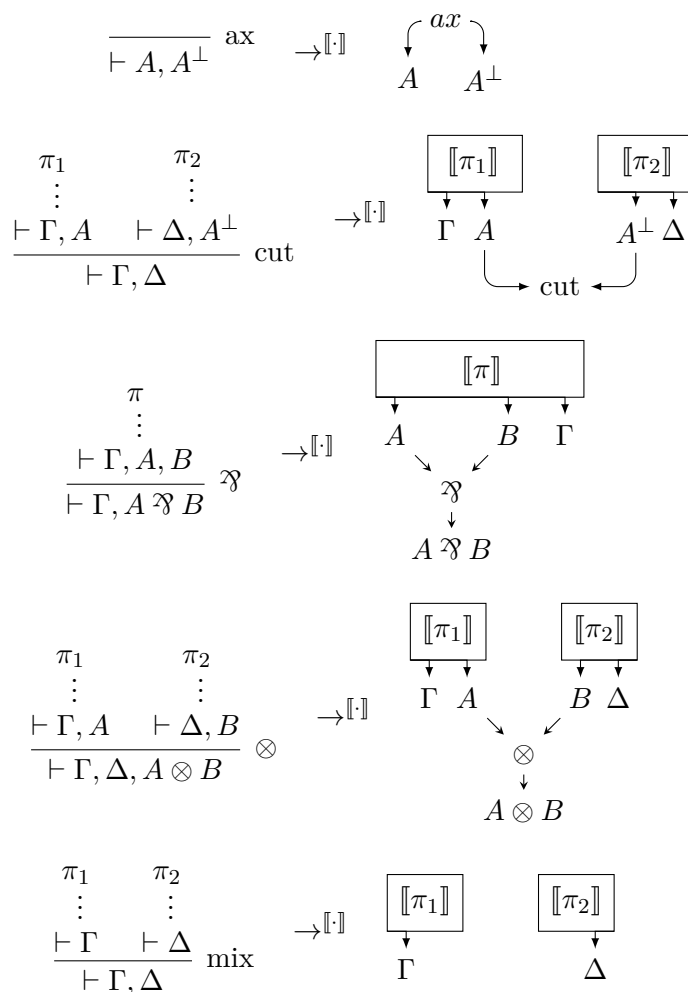 ax
⊢ A, A⊥ ax →⟦·⟧ A A⊥
π1 π2 ⟦π1⟧ ⟦π2⟧
⋮ ⋮
⊢ Γ, A ⊢ Δ, A⊥ cut →⟦·⟧ Γ A A⊥ Δ
⊢ Γ, Δ cut
π ⟦π⟧
⋮
⊢ Γ, A, B ⅋ →⟦·⟧ A B Γ
⊢ Γ, A ⅋ B ⅋
A ⅋ B
π1 π2 ⟦π1⟧ ⟦π2⟧
⋮ ⋮
⊢ Γ, A ⊢ Δ, B ⊗ →⟦·⟧ Γ A B Δ
⊢ Γ, Δ, A ⊗ B ⊗
A ⊗ B
π1 π2 ⟦π1⟧ ⟦π2⟧
⋮ ⋮
⊢ Γ ⊢ Δ mix →⟦·⟧ Γ Δ
⊢ Γ, Δ